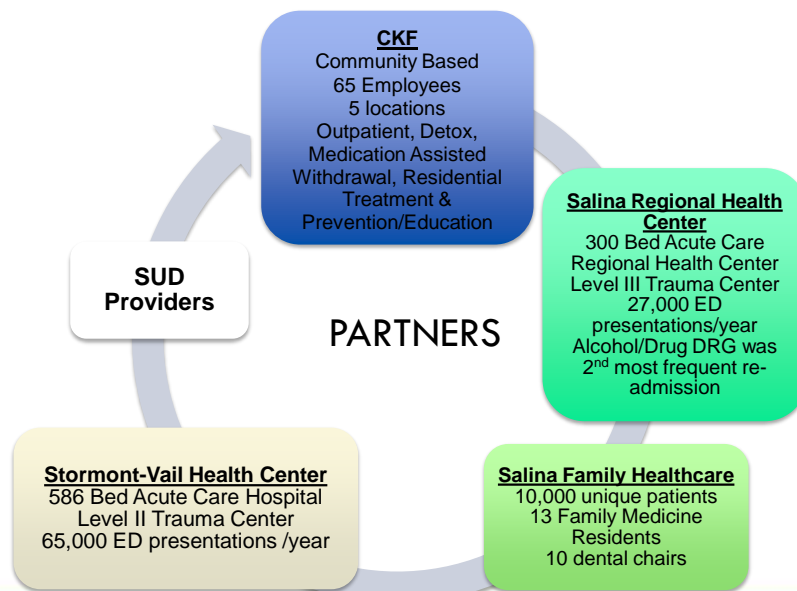 CKF
Community Based
65 Employees
5 locations
Outpatient, Detox,
Medication Assisted
Withdrawal, Residential
Treatment &
Prevention/Education
Salina Regional Health
Center
300 Bed Acute Care
Regional Health Center
Level III Trauma Center
27,000 ED
presentations/year
Alcohol/Drug DRG was
2nd most frequent re-
admission
SUD
Providers
PARTNERS
Stormont-Vail Health Center
586 Bed Acute Care Hospital
Level II Trauma Center
65,000 ED presentations /year
Salina Family Healthcare
10,000 unique patients
13 Family Medicine
Residents
10 dental chairs